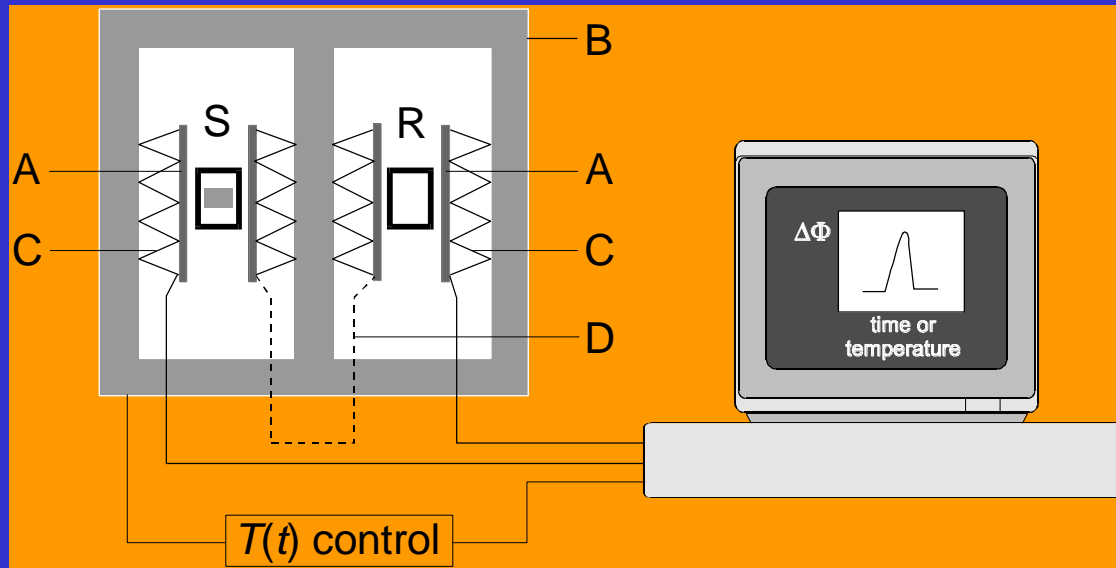 B
S
R
A
A
C
C
D
ΔΦ
time or
temperature
T(t) control